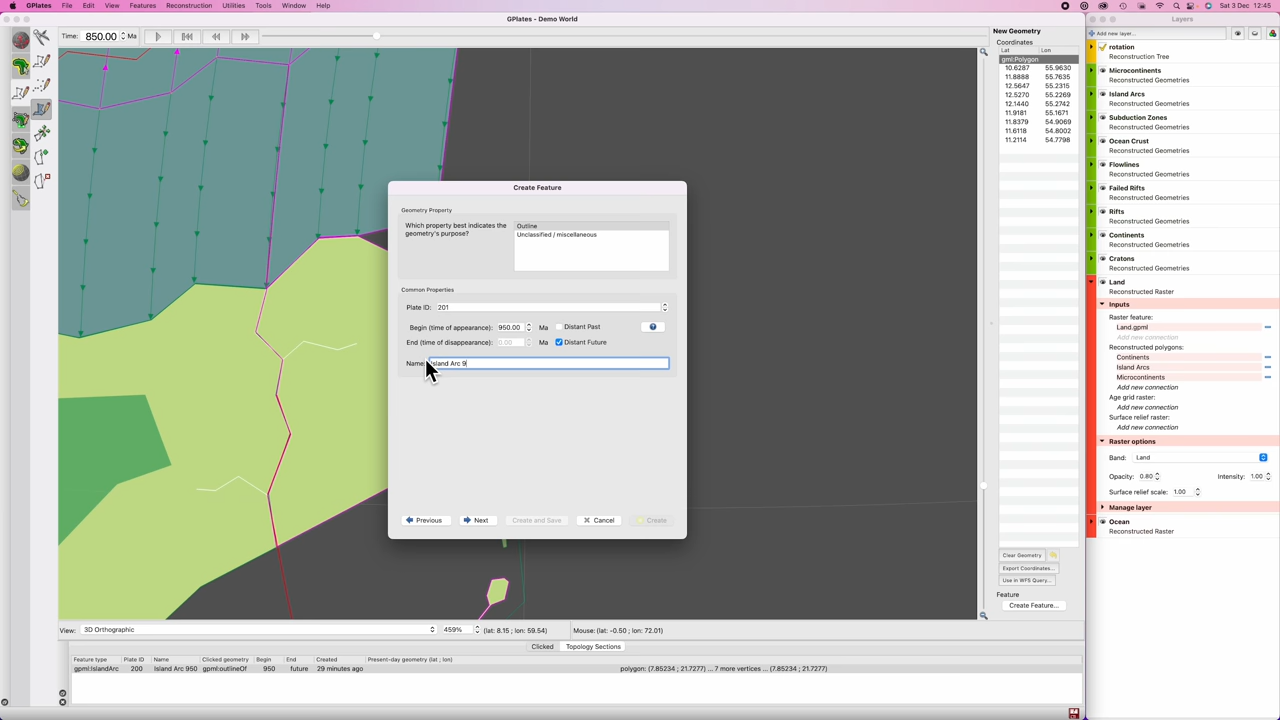 GPlates File Edit View Features Reconstruction Utilities Tools Window Help
Sat 3 Dec 12:45
GPlates - Demo World
Layers
Time: 850.00 Ma
New Geometry
Coordinates
Lat Lon
gml:Polygon
10.6287 55.9630
11.8888 55.7635
12.5647 55.2315
12.5270 55.2269
12.1440 55.2742
11.9181 55.1671
11.8379 54.9069
11.6118 54.8002
11.2114 54.7798
Clear Geometry
Export Coordinates...
Use in WFS Query...
Feature
Create Feature...
Create Feature
Geometry Property
Which property best indicates the
geometry's purpose?
Outline
Unclassified / miscellaneous
Common Properties
Plate ID: 201
Begin (time of appearance): 950.00 Ma Distant Past
End (time of disappearance): 0.00 Ma Distant Future
Name: Island Arc 9
Previous Next Create and Save Cancel Create
Add new layer...
rotation
Reconstruction Tree
Microcontinents
Reconstructed Geometries
Island Arcs
Reconstructed Geometries
Subduction Zones
Reconstructed Geometries
Ocean Crust
Reconstructed Geometries
Flowlines
Reconstructed Geometries
Failed Rifts
Reconstructed Geometries
Rifts
Reconstructed Geometries
Continents
Reconstructed Geometries
Cratons
Reconstructed Geometries
Land
Reconstructed Raster
Inputs
Raster feature:
Land.gpml
Add new connection
Reconstructed polygons:
Continents
Island Arcs
Microcontinents
Add new connection
Age grid raster:
Add new connection
Surface relief raster:
Add new connection
Raster options
Band: Land
Opacity: 0.80 Intensity: 1.00
Surface relief scale: 1.00
Manage layer
Ocean
Reconstructed Raster
View: 3D Orthographic 459% (lat: 8.15 ; lon: 59.54) Mouse: (lat: -0.50 ; lon: 72.01)
Clicked Topology Sections
Feature type Plate ID Name Clicked geometry Begin End Created Present-day geometry (lat ; lon)
gpml:IslandArc 200 Island Arc 950 gpml:outlineOf 950 future 29 minutes ago polygon: (7.85234 ; 21.7277) ... 7 more vertices ... (7.85234 ; 21.7277)